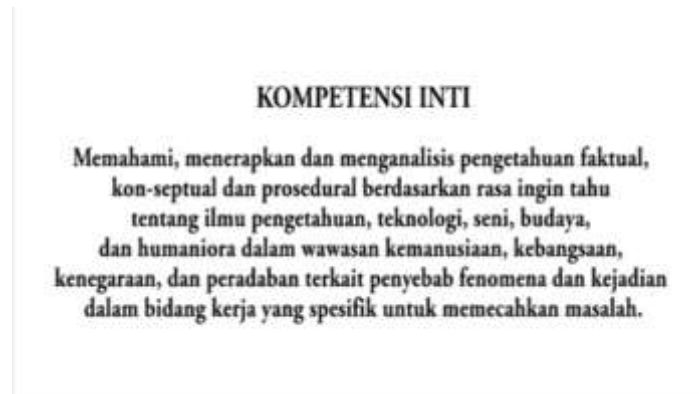 KOMPETENSI INTI
Memahami, menerapkan dan menganalisis pengetahuan faktual,
kon-septual dan prosedural berdasarkan rasa ingin tahu
tentang ilmu pengetahuan, teknologi, seni, budaya,
dan humaniora dalam wawasan kemanusiaan, kebangsaan,
kenegaraan, dan peradaban terkait penyebab fenomena dan kejadian
dalam bidang kerja yang spesifik untuk memecahkan masalah.